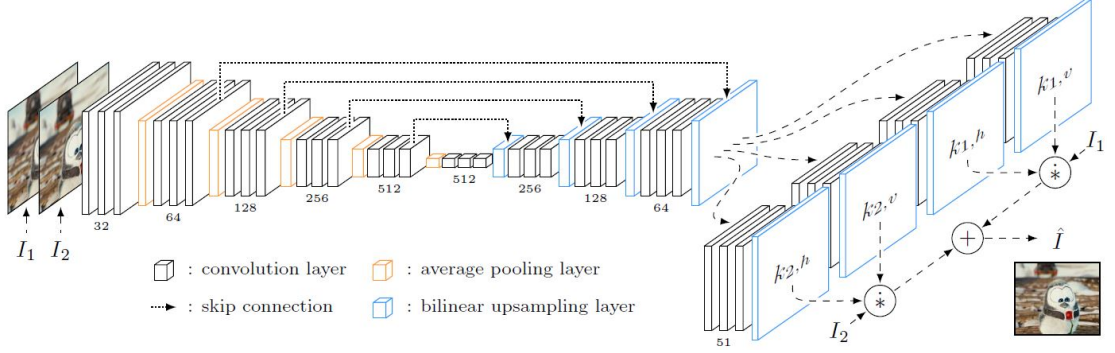 I₁ I₂
32
64
128
256
512
512
256
128
64
51
k₂,ₕ
k₂,ᵥ
k₁,ₕ
k₁,ᵥ
*
*
+
I₁
I₂
Î
: convolution layer
: average pooling layer
: skip connection
: bilinear upsampling layer